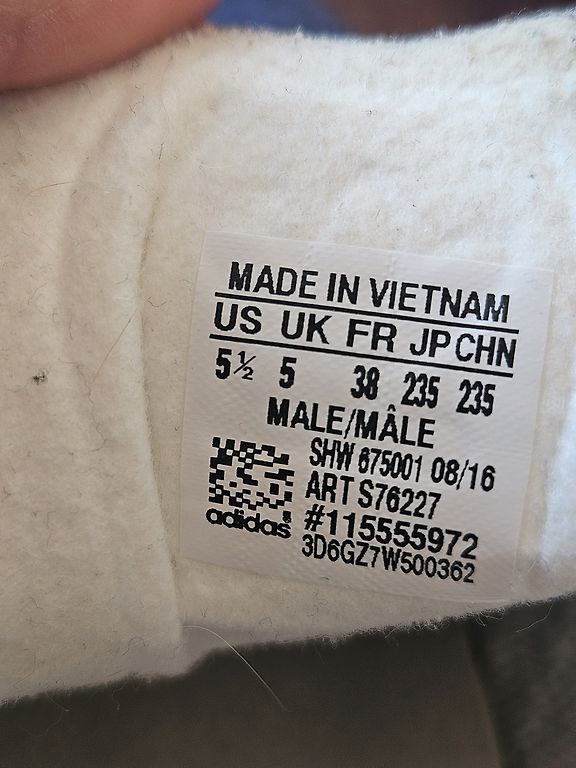 MADE IN VIETNAM
US UK FR JP CHN
5½ 5 38 235 235
MALE/MÂLE
SHW 675001 08/16
ART S76227
#115555972
3D6GZ7W500362
adidas